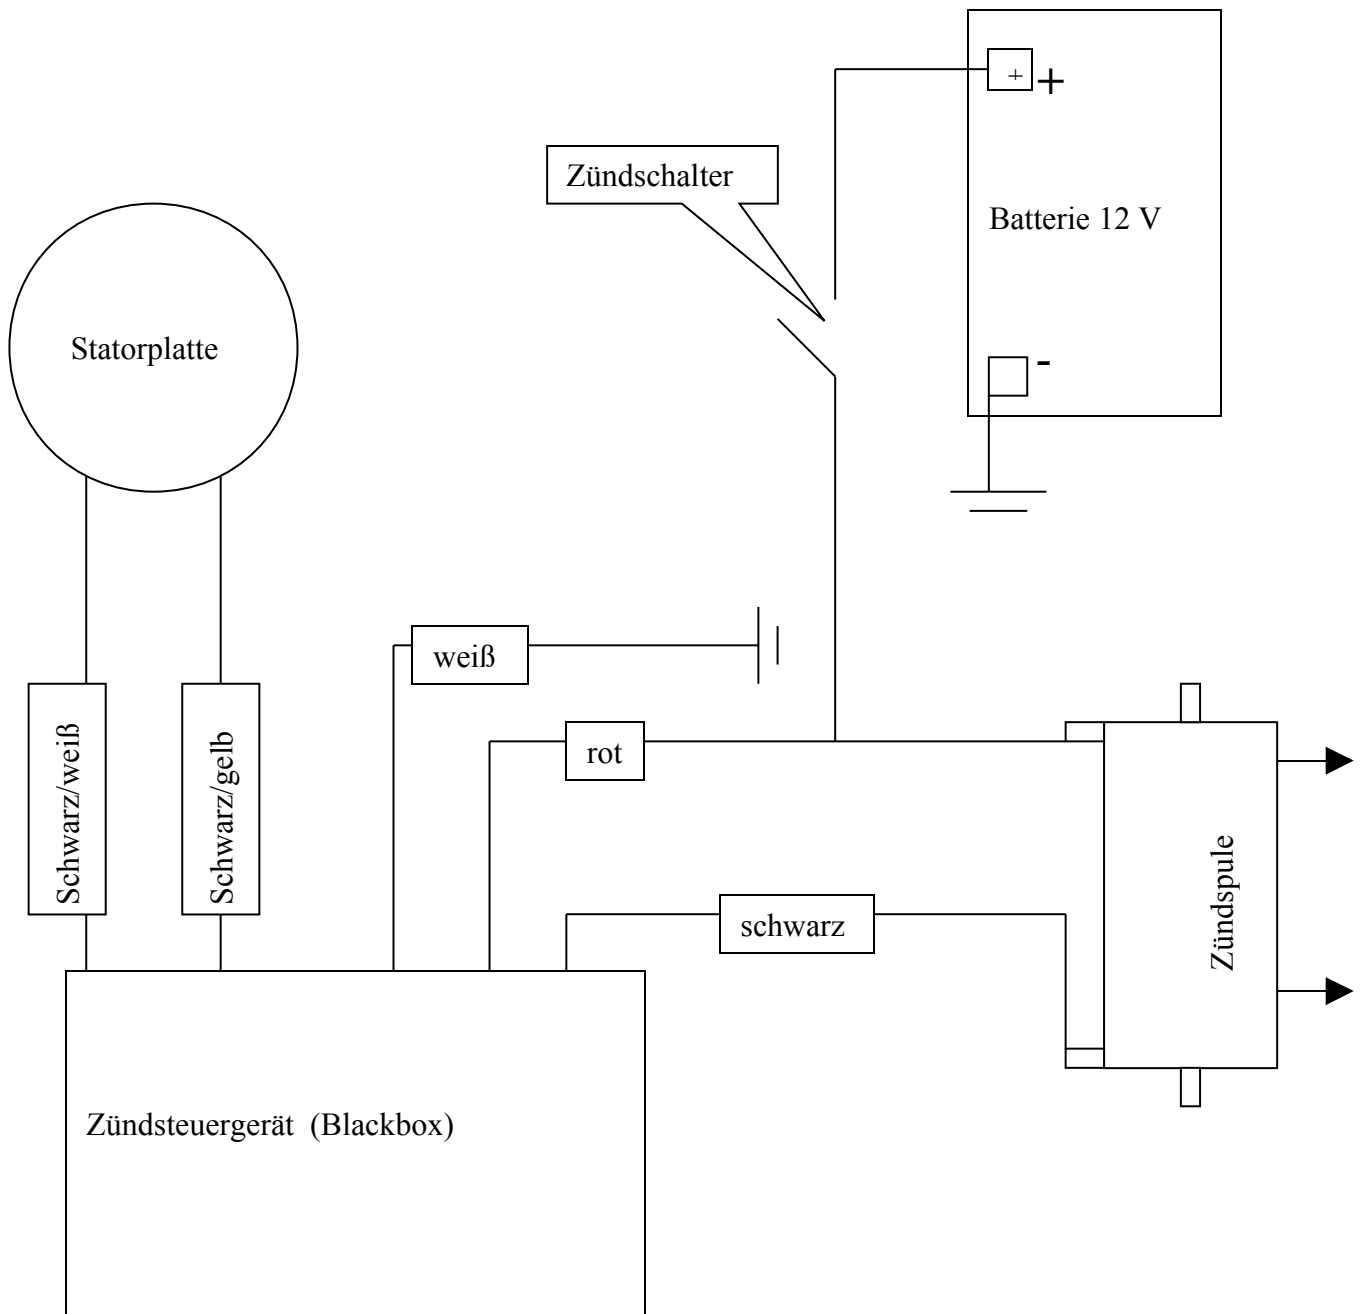 +
+
Zündschalter
Batterie 12 V
Statorplatte
-
weiß
Schwarz/weiß
Schwarz/gelb
rot
schwarz
Zündspule
Zündsteuergerät  (Blackbox)